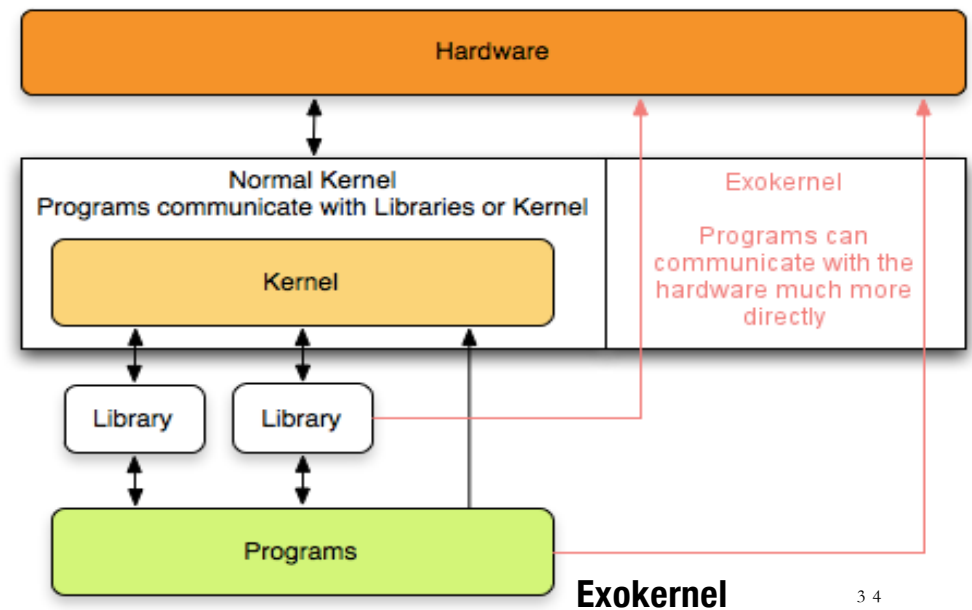 Hardware
Normal Kernel
Programs communicate with Libraries or Kernel
Kernel
Exokernel
Programs can
communicate with the
hardware much more
directly
Library
Library
Programs
Exokernel
3 4